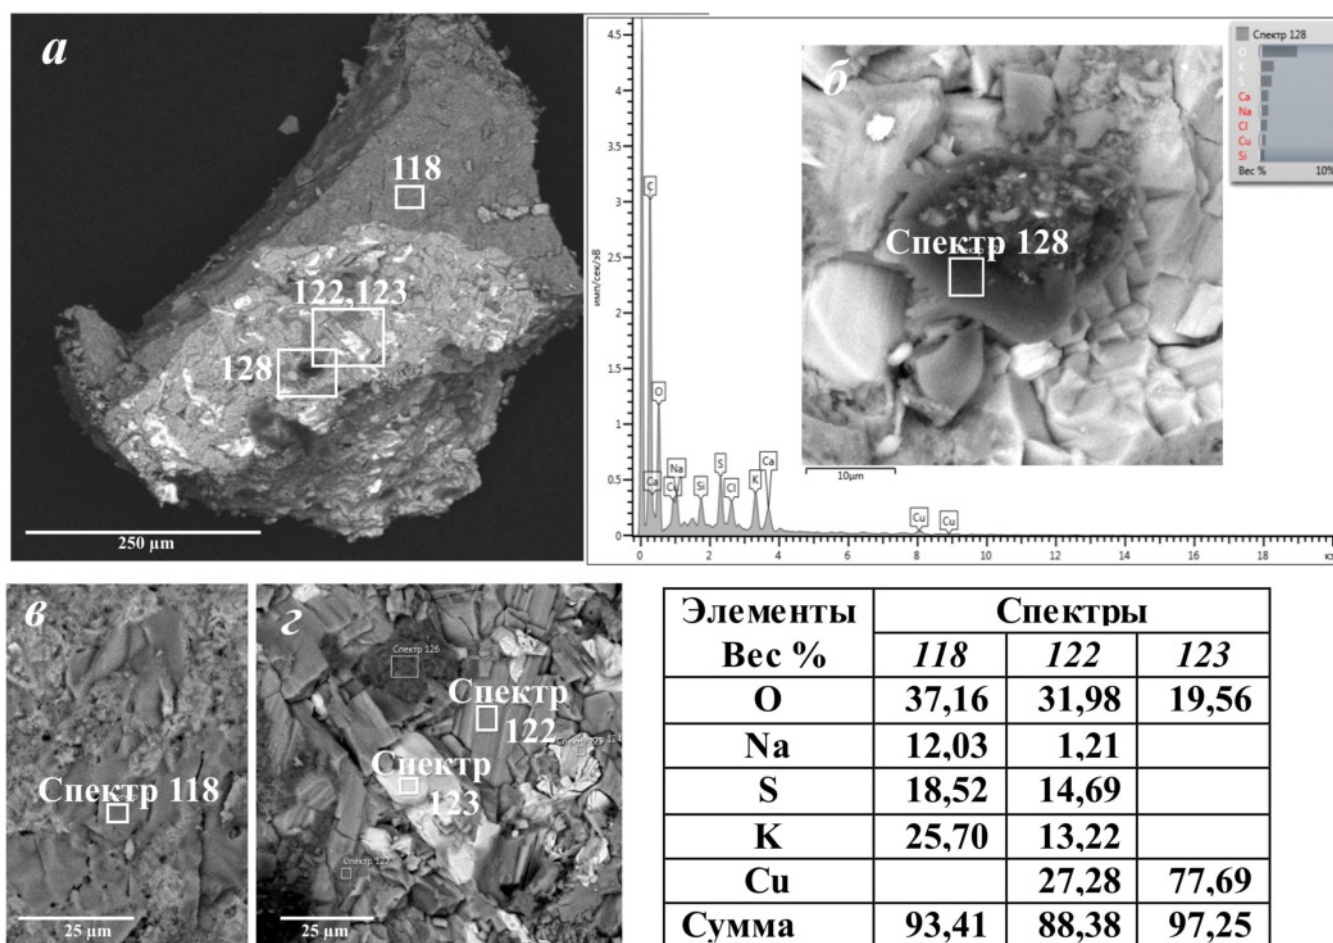 а
118
122,123
128
250 µm
4.5
4
3.5
3
2.5
2
1.5
1
0.5
0
имп/сек/эВ
C
O
Ca
Na
Cu
Si
S
Cl
K
Ca
Cu
Cu
0 2 4 6 8 10 12 14 16 18
б
Спектр 128
10µm
Спектр 128
O
K
S
Ca
Na
Cl
Cu
Si
Вес % 10%
в
Спектр 118
25 µm
г
Спектр 126
Спектр
122
Спектр
123
Спектр 127
25 µm
Элементы Спектры
Вес % 118 122 123
O 37,16 31,98 19,56
Na 12,03 1,21
S 18,52 14,69
K 25,70 13,22
Cu 27,28 77,69
Сумма 93,41 88,38 97,25